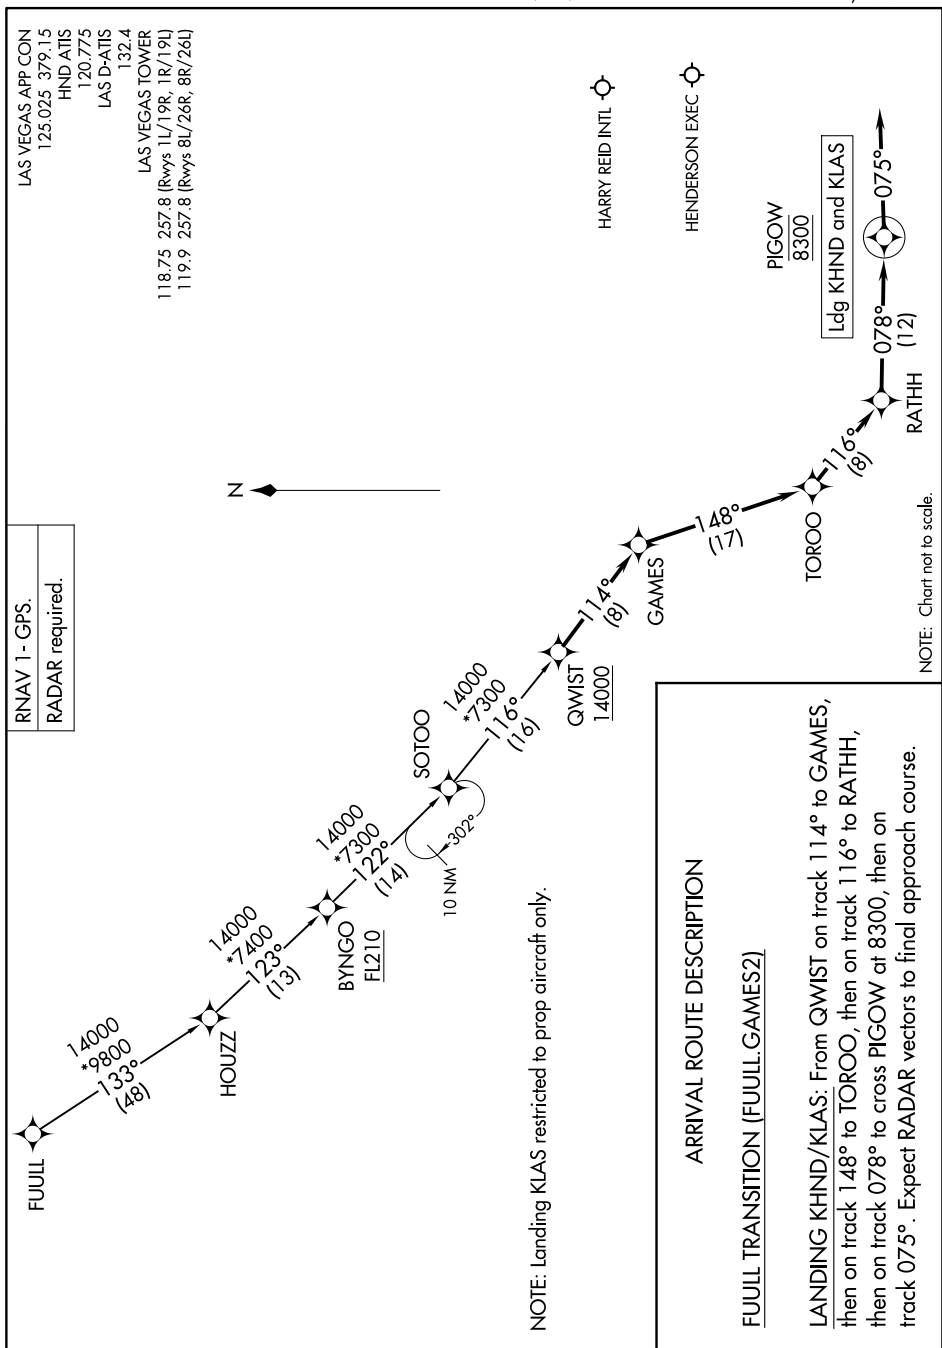 RNAV 1 - GPS.
RADAR required.
LAS VEGAS APP CON
125.025 379.15
HND ATIS
120.775
LAS D-ATIS
132.4
LAS VEGAS TOWER
118.75 257.8 (Rwys 1L/19R, 1R/19L)
119.9 257.8 (Rwys 8L/26R, 8R/26L)
FUULL
14000
*9800
133°
(48)
HOUZZ
14000
*7400
123°
(13)
BYNGO
FL210
14000
*7300
122°
(14)
SOTOO
10 NM
302°
14000
*7300
116°
(16)
QWIST
14000
114°
(8)
GAMES
148°
(17)
TOROO
116°
(8)
RATHH
078°
(12)
PIGOW
8300
Ldg KHND and KLAS
075°
N
HARRY REID INTL
HENDERSON EXEC
NOTE: Landing KLAS restricted to prop aircraft only.
NOTE: Chart not to scale.
ARRIVAL ROUTE DESCRIPTION
FUULL TRANSITION (FUULL.GAMES2)
LANDING KHND/KLAS: From QWIST on track 114° to GAMES,
then on track 148° to TOROO, then on track 116° to RATHH,
then on track 078° to cross PIGOW at 8300, then on
track 075°. Expect RADAR vectors to final approach course.